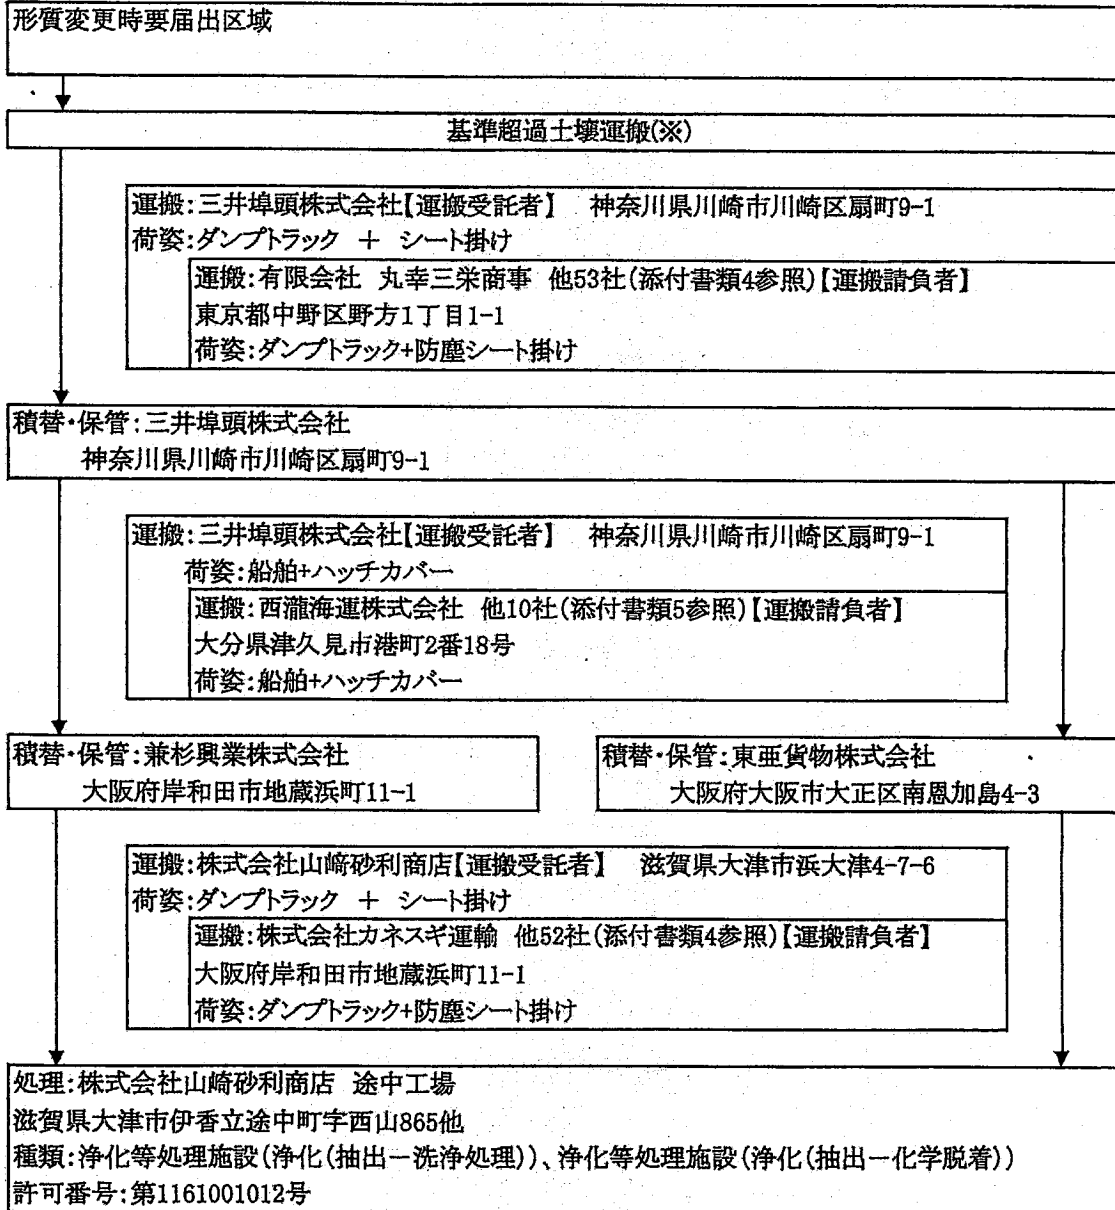 形質変更時要届出区域
基準超過土壌運搬(※)
運搬:三井埠頭株式会社【運搬受託者】 神奈川県川崎市川崎区扇町9-1
荷姿:ダンプトラック + シート掛け
運搬:有限会社 丸幸三栄商事 他53社(添付書類4参照)【運搬請負者】
東京都中野区野方1丁目1-1
荷姿:ダンプトラック+防塵シート掛け
積替・保管:三井埠頭株式会社
神奈川県川崎市川崎区扇町9-1
運搬:三井埠頭株式会社【運搬受託者】 神奈川県川崎市川崎区扇町9-1
荷姿:船舶+ハッチカバー
運搬:西瀧海運株式会社 他10社(添付書類5参照)【運搬請負者】
大分県津久見市港町2番18号
荷姿:船舶+ハッチカバー
積替・保管:兼杉興業株式会社
大阪府岸和田市地蔵浜町11-1
積替・保管:東亜貨物株式会社
大阪府大阪市大正区南恩加島4-3
運搬:株式会社山﨑砂利商店【運搬受託者】 滋賀県大津市浜大津4-7-6
荷姿:ダンプトラック + シート掛け
運搬:株式会社カネスギ運輸 他52社(添付書類4参照)【運搬請負者】
大阪府岸和田市地蔵浜町11-1
荷姿:ダンプトラック+防塵シート掛け
処理:株式会社山崎砂利商店 途中工場
滋賀県大津市伊香立途中町字西山865他
種類:浄化等処理施設(浄化(抽出－洗浄処理))、浄化等処理施設(浄化(抽出－化学脱着))
許可番号:第1161001012号